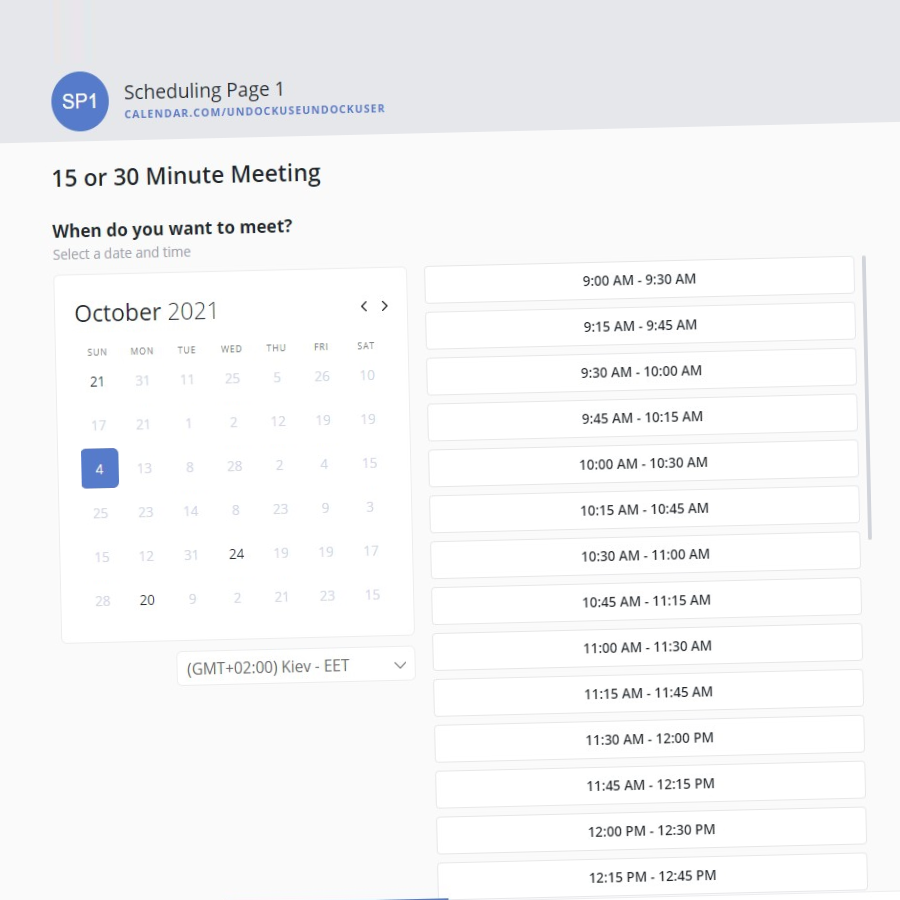 SP1
Scheduling Page 1
CALENDAR.COM/UNDOCKUSEUNDOCKUSER
15 or 30 Minute Meeting
When do you want to meet?
Select a date and time
October 2021
SUN MON TUE WED THU FRI SAT
21 31 11 25 5 26 10
17 21 1 2 12 19 19
4 13 8 28 2 4 15
25 23 14 8 23 9 3
15 12 31 24 19 19 17
28 20 9 2 21 23 15
(GMT+02:00) Kiev - EET
9:00 AM - 9:30 AM
9:15 AM - 9:45 AM
9:30 AM - 10:00 AM
9:45 AM - 10:15 AM
10:00 AM - 10:30 AM
10:15 AM - 10:45 AM
10:30 AM - 11:00 AM
10:45 AM - 11:15 AM
11:00 AM - 11:30 AM
11:15 AM - 11:45 AM
11:30 AM - 12:00 PM
11:45 AM - 12:15 PM
12:00 PM - 12:30 PM
12:15 PM - 12:45 PM